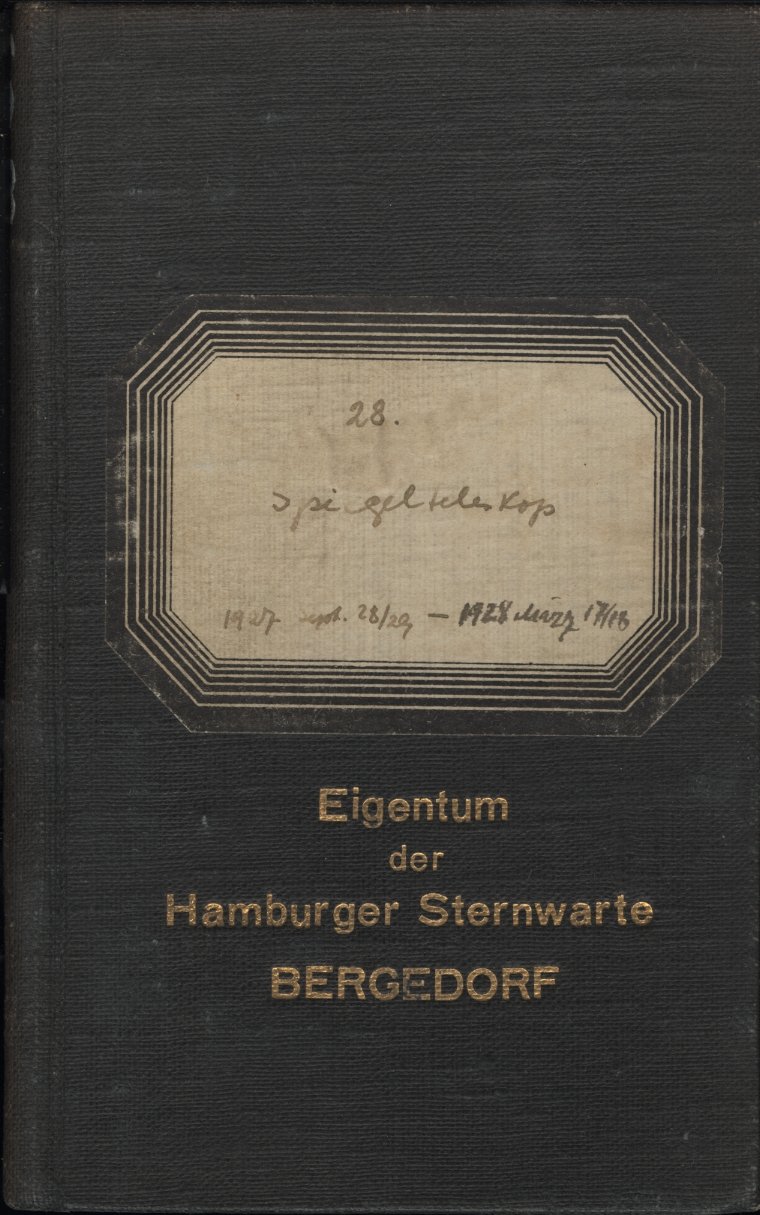 28.
Spiegelteleskop
1927 Sept. 28/29 — 1928 März 17/18
Eigentum
der
Hamburger Sternwarte
BERGEDORF